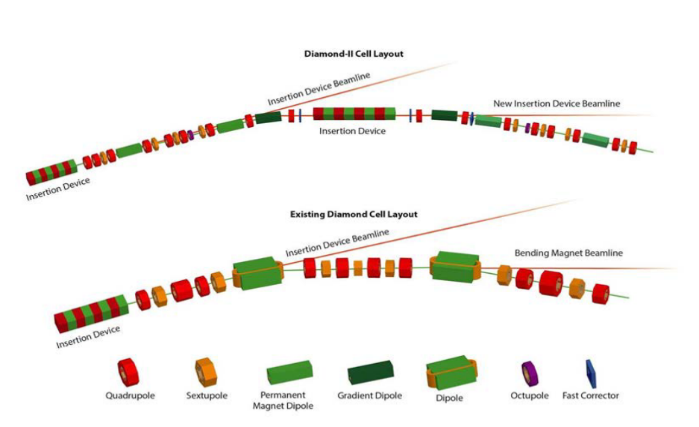 Diamond-II Cell Layout
Insertion Device Beamline
New Insertion Device Beamline
Insertion Device
Insertion Device
Existing Diamond Cell Layout
Insertion Device Beamline
Bending Magnet Beamline
Insertion Device
Quadrupole
Sextupole
Permanent
Magnet Dipole
Gradient Dipole
Dipole
Octupole
Fast Corrector